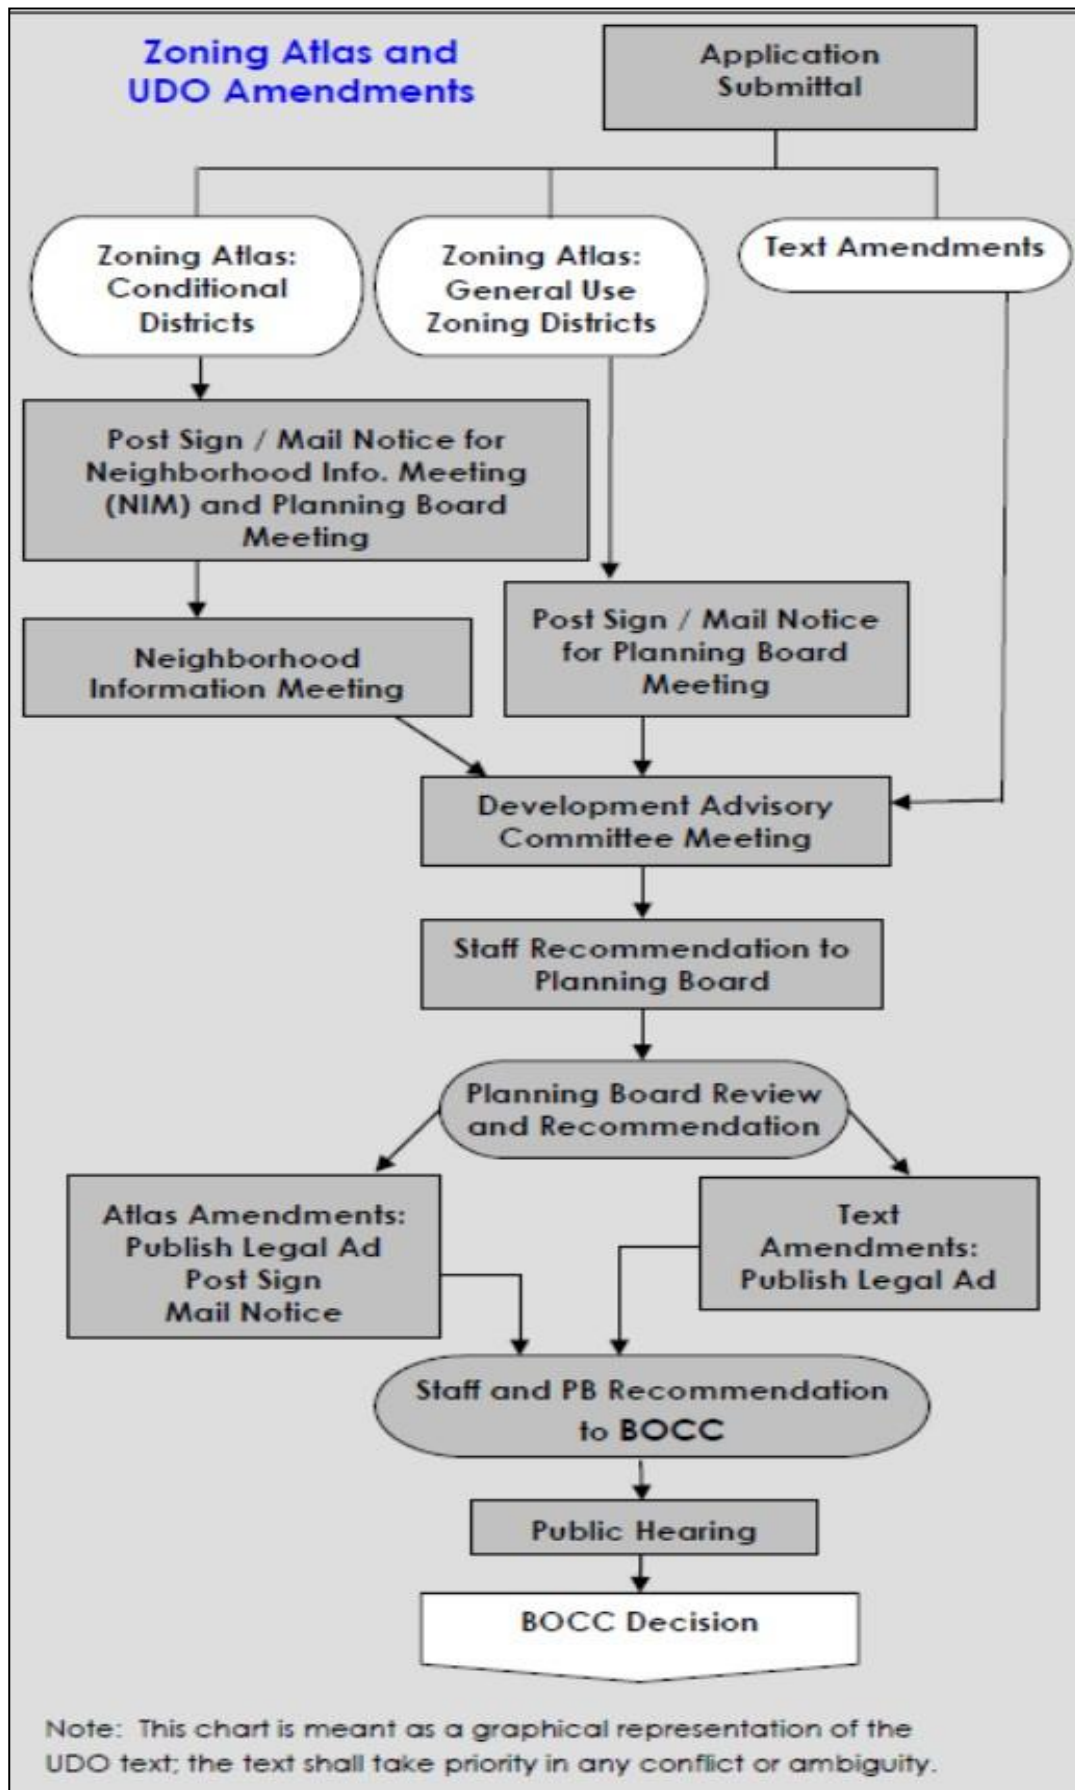 Zoning Atlas and
UDO Amendments
Application
Submittal
Zoning Atlas:
Conditional
Districts
Zoning Atlas:
General Use
Zoning Districts
Text Amendments
Post Sign / Mail Notice for
Neighborhood Info. Meeting
(NIM) and Planning Board
Meeting
Neighborhood
Information Meeting
Post Sign / Mail Notice
for Planning Board
Meeting
Development Advisory
Committee Meeting
Staff Recommendation to
Planning Board
Planning Board Review
and Recommendation
Atlas Amendments:
Publish Legal Ad
Post Sign
Mail Notice
Text
Amendments:
Publish Legal Ad
Staff and PB Recommendation
to BOCC
Public Hearing
BOCC Decision
Note: This chart is meant as a graphical representation of the
UDO text; the text shall take priority in any conflict or ambiguity.